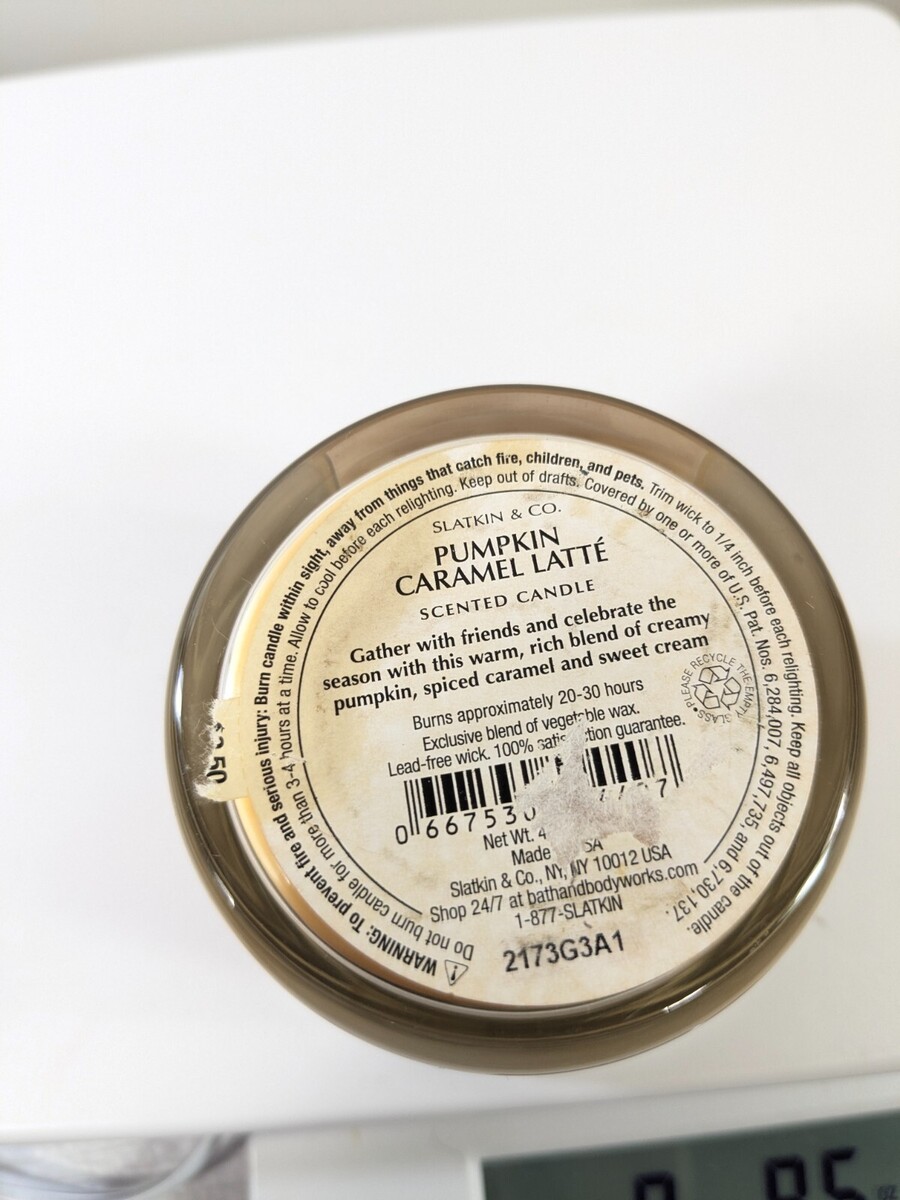 WARNING: To prevent fire and serious injury: Burn candle within sight, away from things that catch fire, children, and pets. Trim wick to 1/4 inch before each relighting. Keep all objects out of the candle.
Do not burn candle for more than 3-4 hours at a time. Allow to cool before each relighting. Keep out of drafts. Covered by one or more of U.S. Pat. Nos. 6,284,007, 6,497,735, and 6,730,137.
SLATKIN & CO.
PUMPKIN
CARAMEL LATTÉ
SCENTED CANDLE
Gather with friends and celebrate the
season with this warm, rich blend of creamy
pumpkin, spiced caramel and sweet cream
PLEASE RECYCLE THE EMPTY GLASS
Burns approximately 20-30 hours
Exclusive blend of vegetable wax.
Lead-free wick. 100% guarantee.
0 667530
Net Wt. 4
Made
Slatkin & Co., NY, NY 10012 USA
Shop 24/7 at bathandbodyworks.com
1-877-SLATKIN
2173G3A1